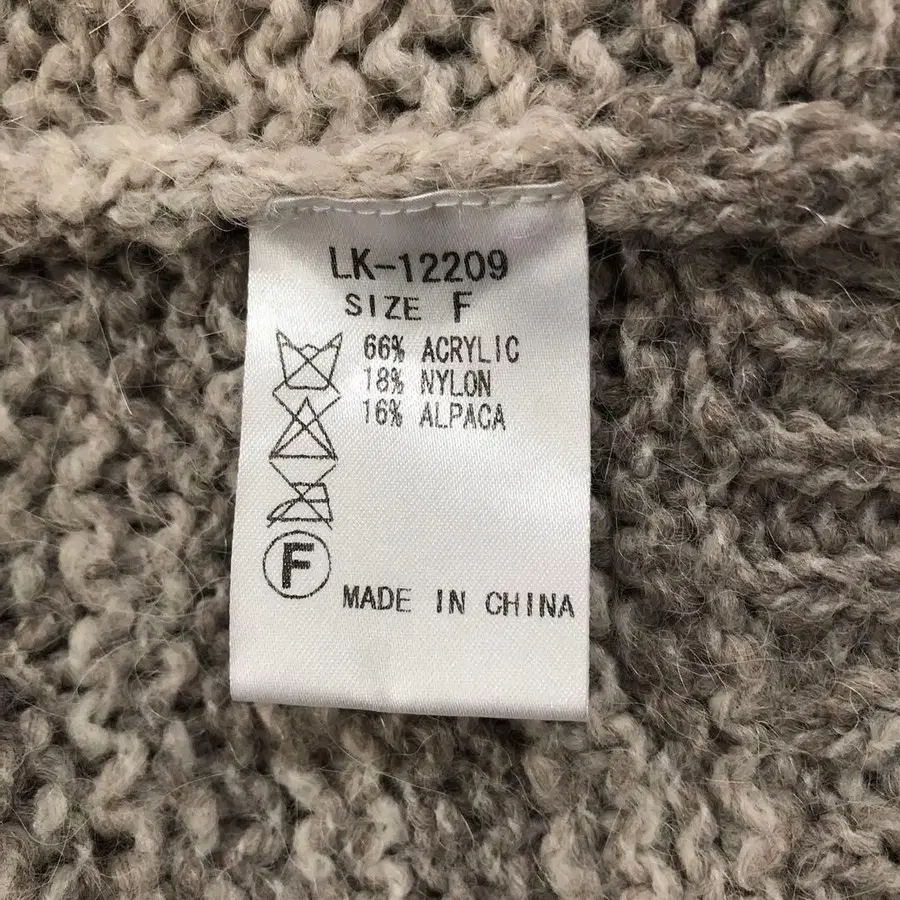 LK-12209
SIZE F
66% ACRYLIC
18% NYLON
16% ALPACA
F
MADE IN CHINA